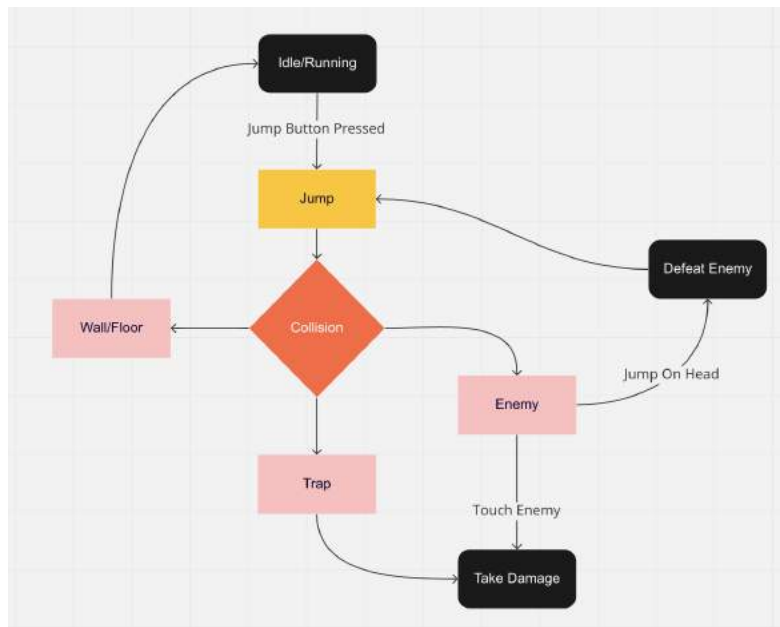 Idle/Running
Jump Button Pressed
Jump
Defeat Enemy
Wall/Floor
Collision
Jump On Head
Enemy
Trap
Touch Enemy
Take Damage